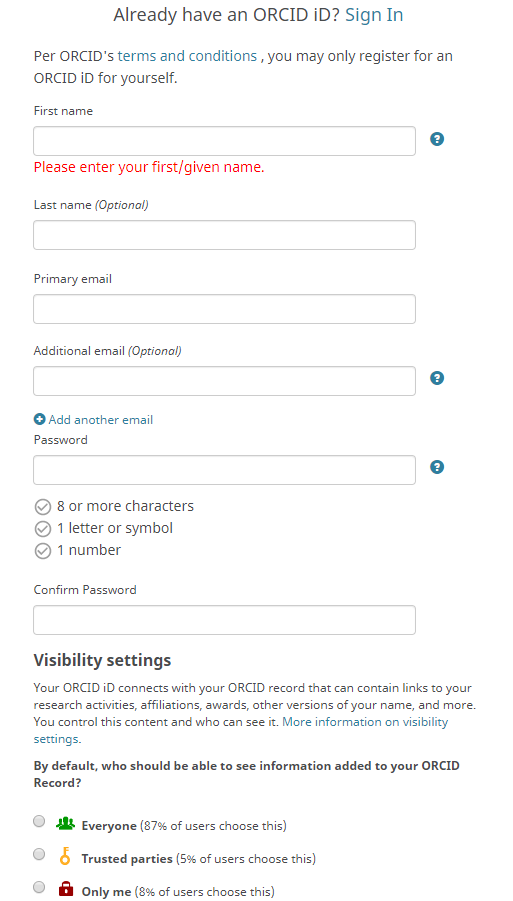 Already have an ORCID iD? Sign In
Per ORCID's terms and conditions , you may only register for an
ORCID iD for yourself.
First name
Please enter your first/given name.
Last name (Optional)
Primary email
Additional email (Optional)
Add another email
Password
8 or more characters
1 letter or symbol
1 number
Confirm Password
Visibility settings
Your ORCID iD connects with your ORCID record that can contain links to your
research activities, affiliations, awards, other versions of your name, and more.
You control this content and who can see it. More information on visibility
settings.
By default, who should be able to see information added to your ORCID
Record?
Everyone (87% of users choose this)
Trusted parties (5% of users choose this)
Only me (8% of users choose this)